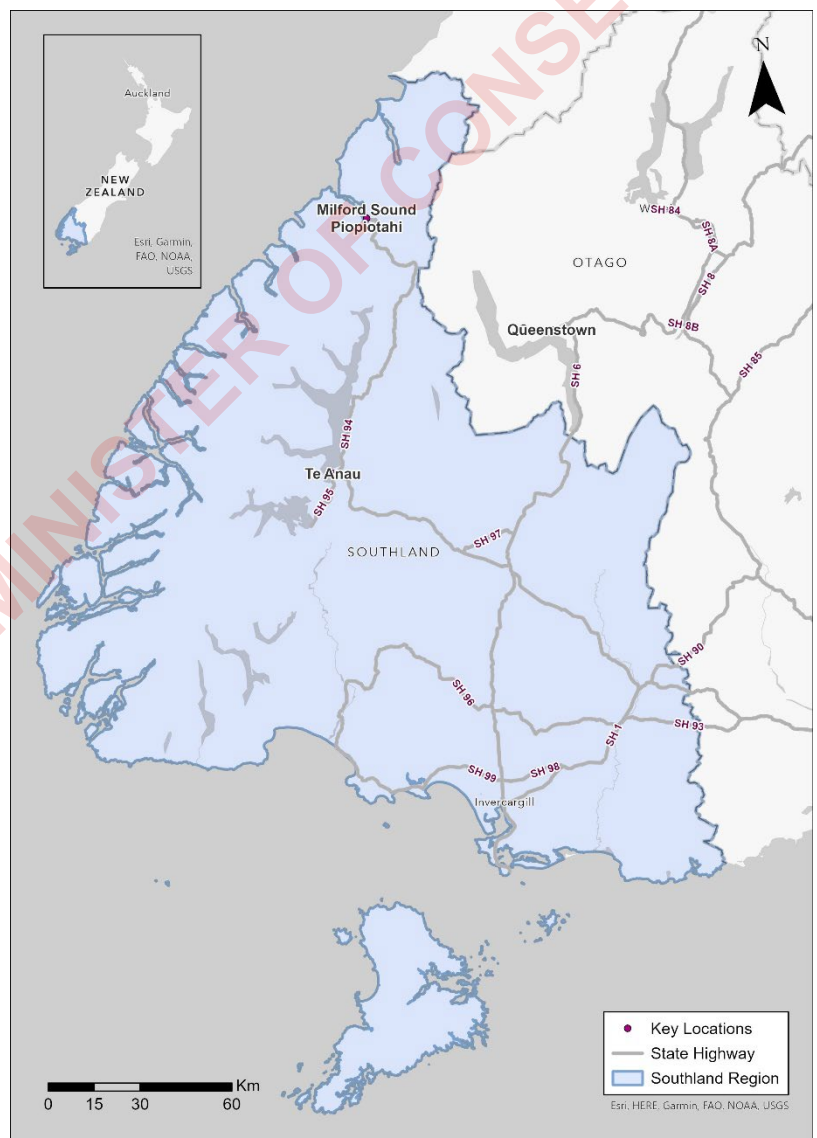 MINISTER OF CONSE
Auckland
NEW
ZEALAND
Esri, Garmin,
FAO, NOAA,
USGS
N
Milford Sound
Piopiotahi
W
SH 84
SH 8A
OTAGO
SH 8
Queenstown
SH 8B
SH 6
SH 85
SH 94
Te Anau
SH 95
SH 97
SOUTHLAND
SH 90
SH 96
SH 1
SH 93
SH 99
SH 98
Invercargill
Key Locations
State Highway
Southland Region
Km
0 15 30 60
Esri, HERE, Garmin, FAO, NOAA, USGS